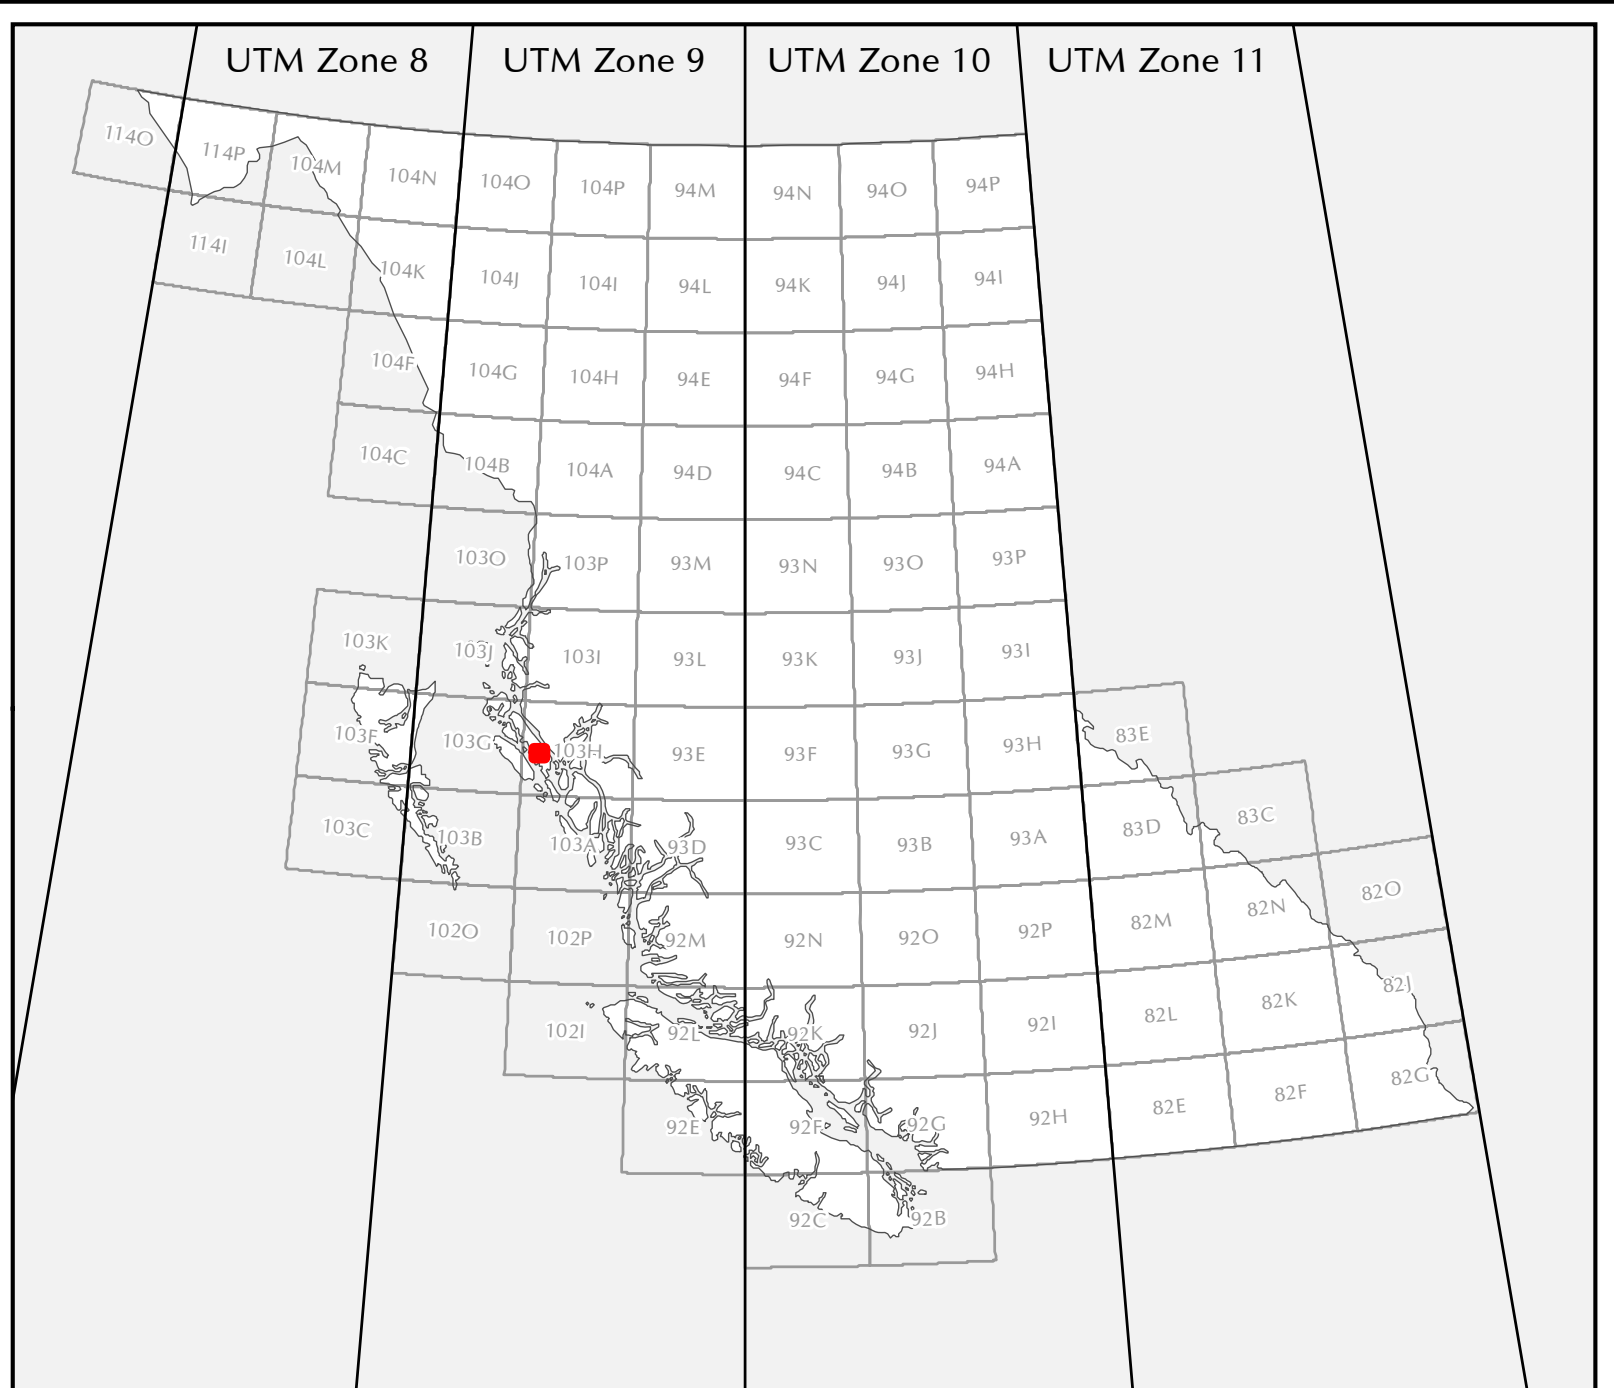 UTM Zone 8 UTM Zone 9 UTM Zone 10 UTM Zone 11
114O 114P 104M 104N 104O 104P 94M 94N 94O 94P
114I 104L 104K 104J 104I 94L 94K 94J 94I
104F 104G 104H 94E 94F 94G 94H
104C 104B 104A 94D 94C 94B 94A
103O 103P 93M 93N 93O 93P
103K 103J 103I 93L 93K 93J 93I
103F 103G 103H 93E 93F 93G 93H 83E
103C 103B 103A 93D 93C 93B 93A 83D 83C
102O 102P 92M 92N 92O 92P 82M 82N 82O
102I 92L 92K 92J 92I 82L 82K 82J
92E 92F 92G 92H 82E 82F 82G
92C 92B